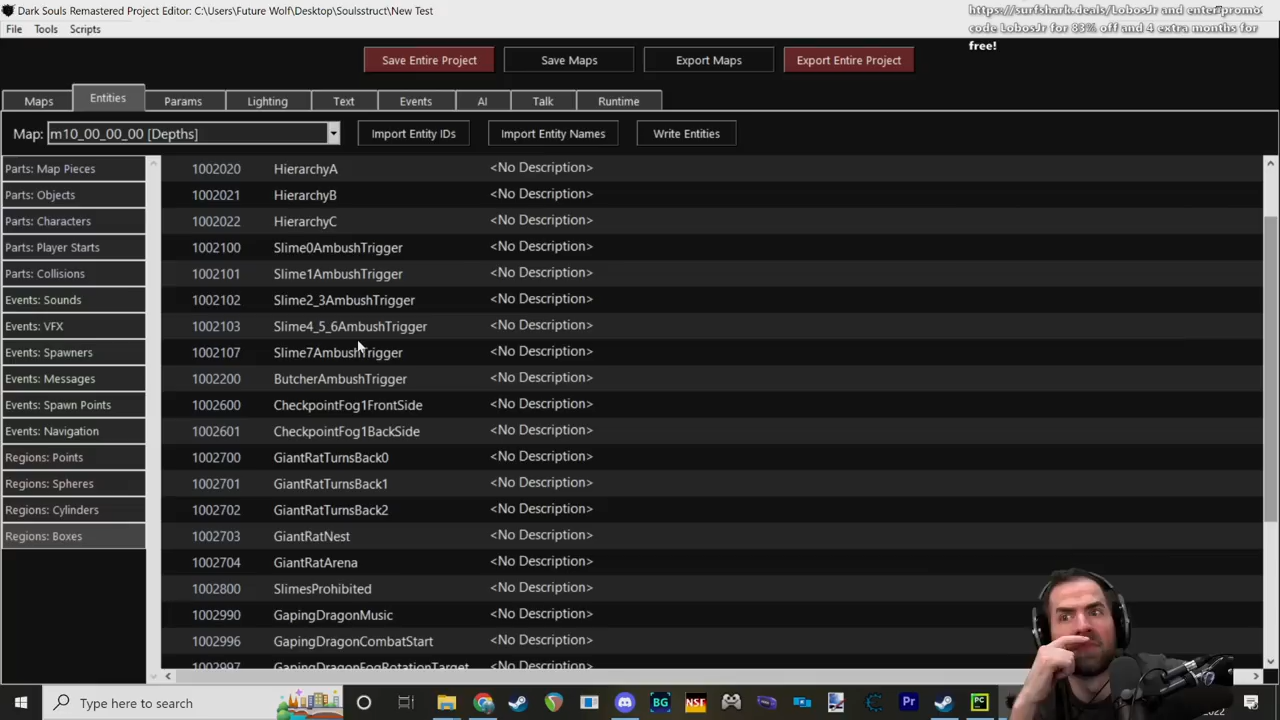 Dark Souls Remastered Project Editor: C:\Users\Future Wolf\Desktop\Soulsstruct\New Test
https://surfshark.deals/LobosJr and enter promo
code LobosJr for 83% off and 4 extra months for
free!
File Tools Scripts
Save Entire Project Save Maps Export Maps Export Entire Project
Maps Entities Params Lighting Text Events AI Talk Runtime
Map: m10_00_00_00 [Depths] Import Entity IDs Import Entity Names Write Entities
Parts: Map Pieces 1002020 HierarchyA <No Description>
Parts: Objects 1002021 HierarchyB <No Description>
Parts: Characters 1002022 HierarchyC <No Description>
Parts: Player Starts 1002100 Slime0AmbushTrigger <No Description>
Parts: Collisions 1002101 Slime1AmbushTrigger <No Description>
Events: Sounds 1002102 Slime2_3AmbushTrigger <No Description>
Events: VFX 1002103 Slime4_5_6AmbushTrigger <No Description>
Events: Spawners 1002107 Slime7AmbushTrigger <No Description>
Events: Messages 1002200 ButcherAmbushTrigger <No Description>
Events: Spawn Points 1002600 CheckpointFog1FrontSide <No Description>
Events: Navigation 1002601 CheckpointFog1BackSide <No Description>
Regions: Points 1002700 GiantRatTurnsBack0 <No Description>
Regions: Spheres 1002701 GiantRatTurnsBack1 <No Description>
Regions: Cylinders 1002702 GiantRatTurnsBack2 <No Description>
Regions: Boxes 1002703 GiantRatNest <No Description>
1002704 GiantRatArena <No Description>
1002800 SlimesProhibited <No Description>
1002990 GapingDragonMusic <No Description>
1002996 GapingDragonCombatStart <No Description>
1002997 GapingDragonFogRotationTarget <No Description>
Type here to search
BG NSF Pr PC
2022